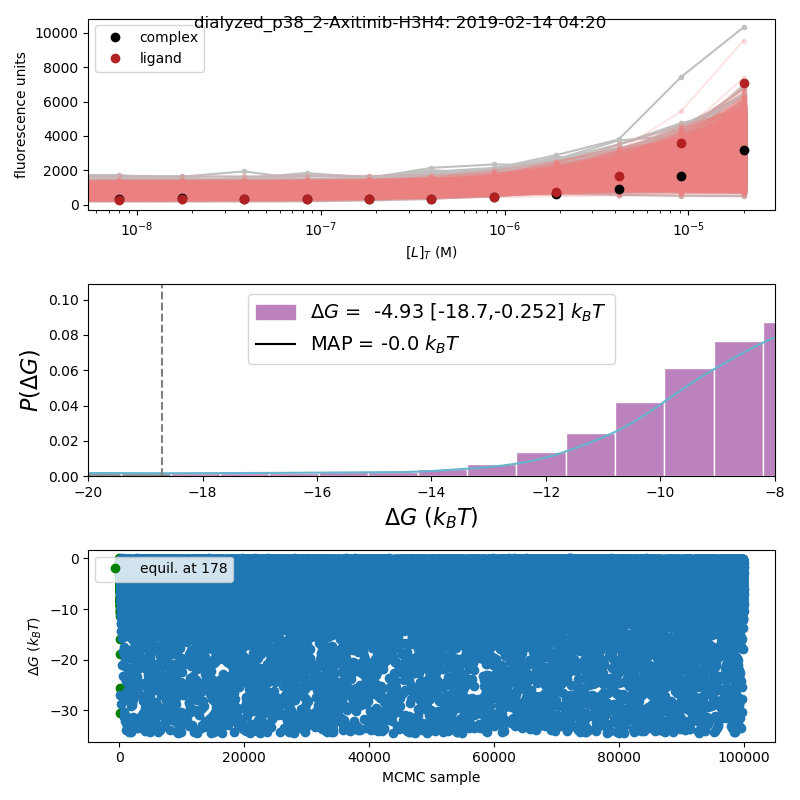 dialyzed_p38_2-Axitinib-H3H4: 2019-02-14 04:20
complex
ligand
fluorescence units
10000
8000
6000
4000
2000
0
10⁻⁸ 10⁻⁷ 10⁻⁶ 10⁻⁵
[L]_T (M)
ΔG = -4.93 [-18.7,-0.252] k_BT
MAP = -0.0 k_BT
P(ΔG)
0.10
0.08
0.06
0.04
0.02
0.00
−20 −18 −16 −14 −12 −10 −8
ΔG (k_BT)
equil. at 178
ΔG (k_BT)
0
−10
−20
−30
0 20000 40000 60000 80000 100000
MCMC sample